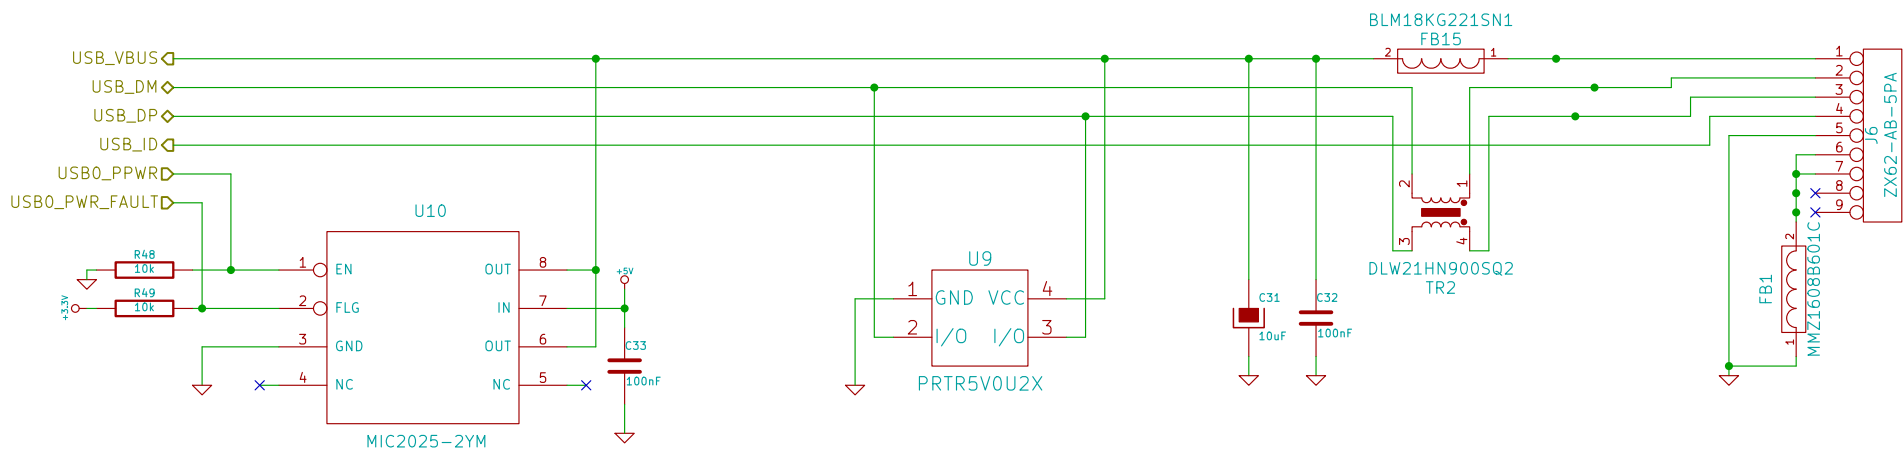 BLM18KG221SN1
FB15
2
1
USB_VBUS
USB_DM
USB_DP
USB_ID
USB0_PPWR
USB0_PWR_FAULT
1
2
3
4
5
6
7
8
9
J6
ZX62-AB-5PA
U10
R48
10k
R49
10k
+3.3V
1
EN
2
FLG
3
GND
4
NC
OUT
8
IN
7
OUT
6
NC
5
MIC2025-2YM
+5V
C33
100nF
U9
1
GND
VCC
4
2
I/O
I/O
3
PRTR5V0U2X
C31
10uF
C32
100nF
2
1
3
4
DLW21HN900SQ2
TR2
2
FB1
MMZ1608B601C
1